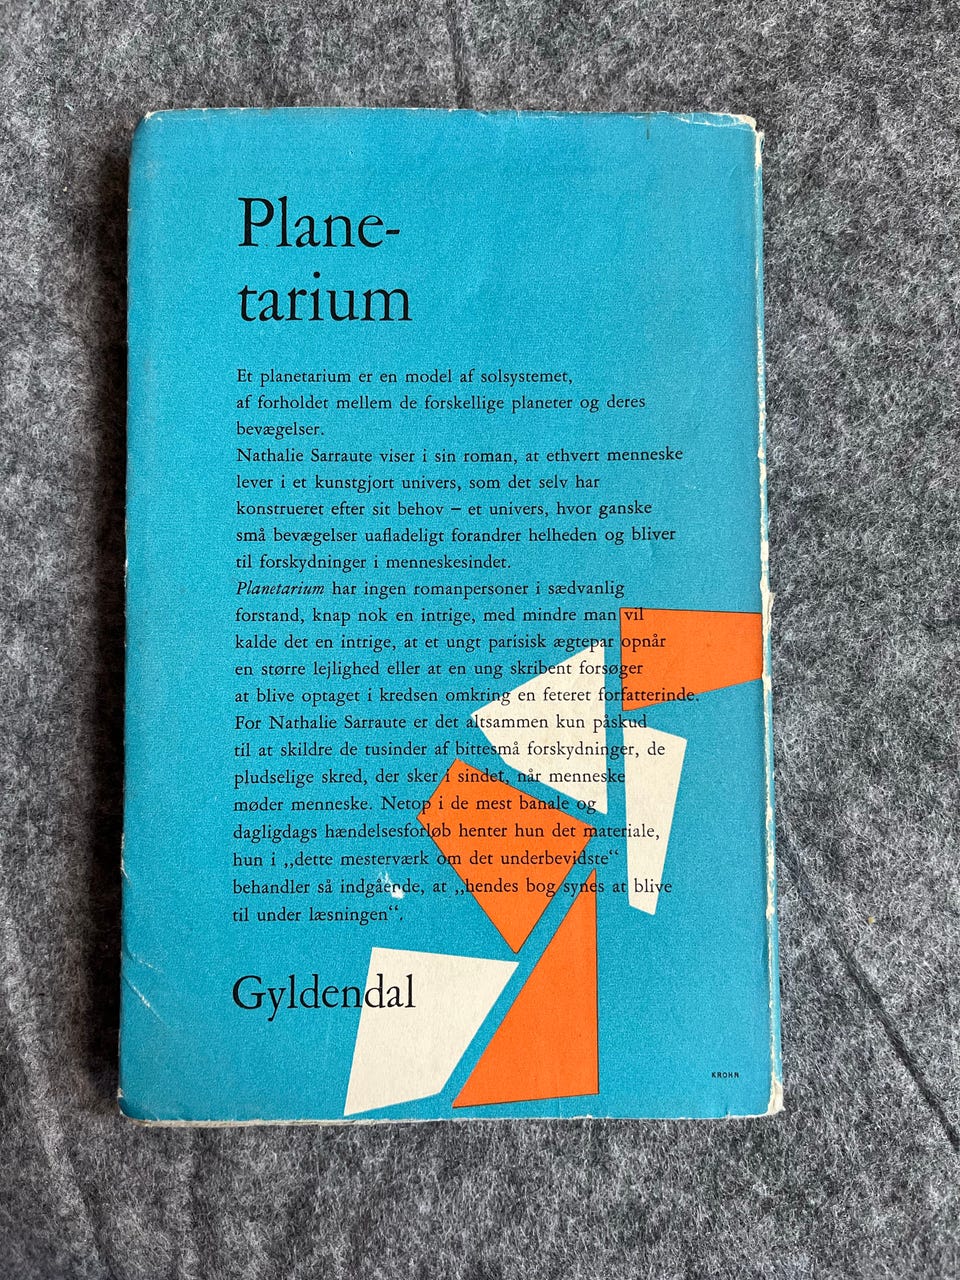 Plane-
tarium
Et planetarium er en model af solsystemet,
af forholdet mellem de forskellige planeter og deres
bevægelser.
Nathalie Sarraute viser i sin roman, at ethvert menneske
lever i et kunstgjort univers, som det selv har
konstrueret efter sit behov – et univers, hvor ganske
små bevægelser uafladeligt forandrer helheden og bliver
til forskydninger i menneskesindet.
Planetarium har ingen romanpersoner i sædvanlig
forstand, knap nok en intrige, med mindre man vil
kalde det en intrige, at et ungt parisisk ægtepar opnår
en større lejlighed eller at en ung skribent forsøger
at blive optaget i kredsen omkring en feteret forfatterinde.
For Nathalie Sarraute er det altsammen kun påskud
til at skildre de tusinder af bittesmå forskydninger, de
pludselige skred, der sker i sindet, når menneske
møder menneske. Netop i de mest banale og
dagligdags hændelsesforløb henter hun det materiale,
hun i „dette mesterværk om det underbevidste“
behandler så indgående, at „hendes bog synes at blive
til under læsningen“.
Gyldendal
KROHN